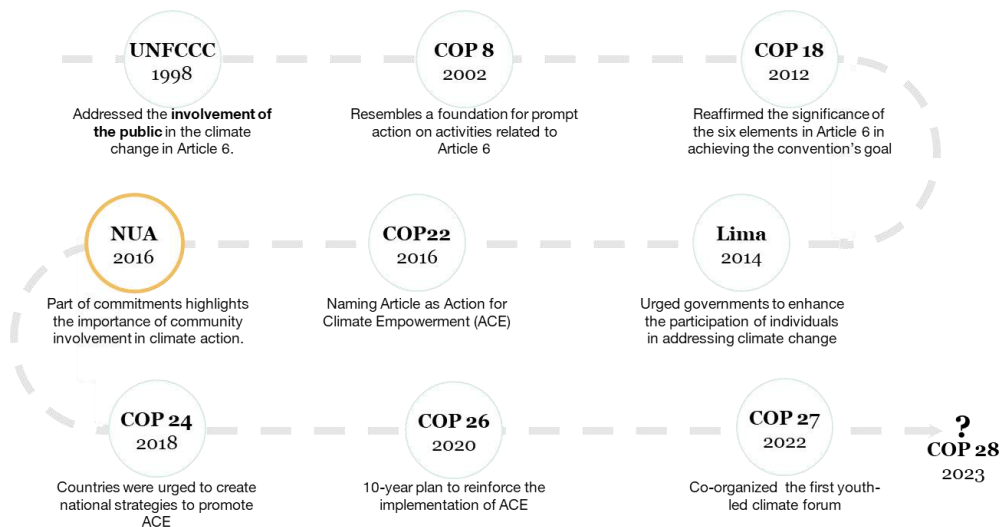 UNFCCC
1998
Addressed the involvement of
the public in the climate
change in Article 6.
COP 8
2002
Resembles a foundation for prompt
action on activities related to
Article 6
COP 18
2012
Reaffirmed the significance of
the six elements in Article 6 in
achieving the convention's goal
NUA
2016
Part of commitments highlights
the importance of community
involvement in climate action.
COP22
2016
Naming Article as Action for
Climate Empowerment (ACE)
Lima
2014
Urged governments to enhance
the participation of individuals
in addressing climate change
COP 24
2018
Countries were urged to create
national strategies to promote
ACE
COP 26
2020
10-year plan to reinforce the
implementation of ACE
COP 27
2022
Co-organized the first youth-
led climate forum
?
COP 28
2023